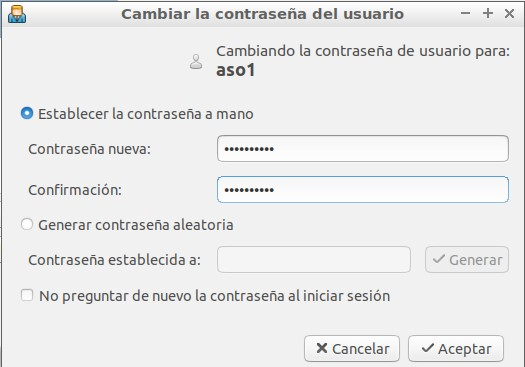 Cambiar la contraseña del usuario
Cambiando la contraseña de usuario para:
aso1
Establecer la contraseña a mano
Contraseña nueva: ••••••••••
Confirmación: ••••••••••
Generar contraseña aleatoria
Contraseña establecida a: Generar
No preguntar de nuevo la contraseña al iniciar sesión
Cancelar Aceptar